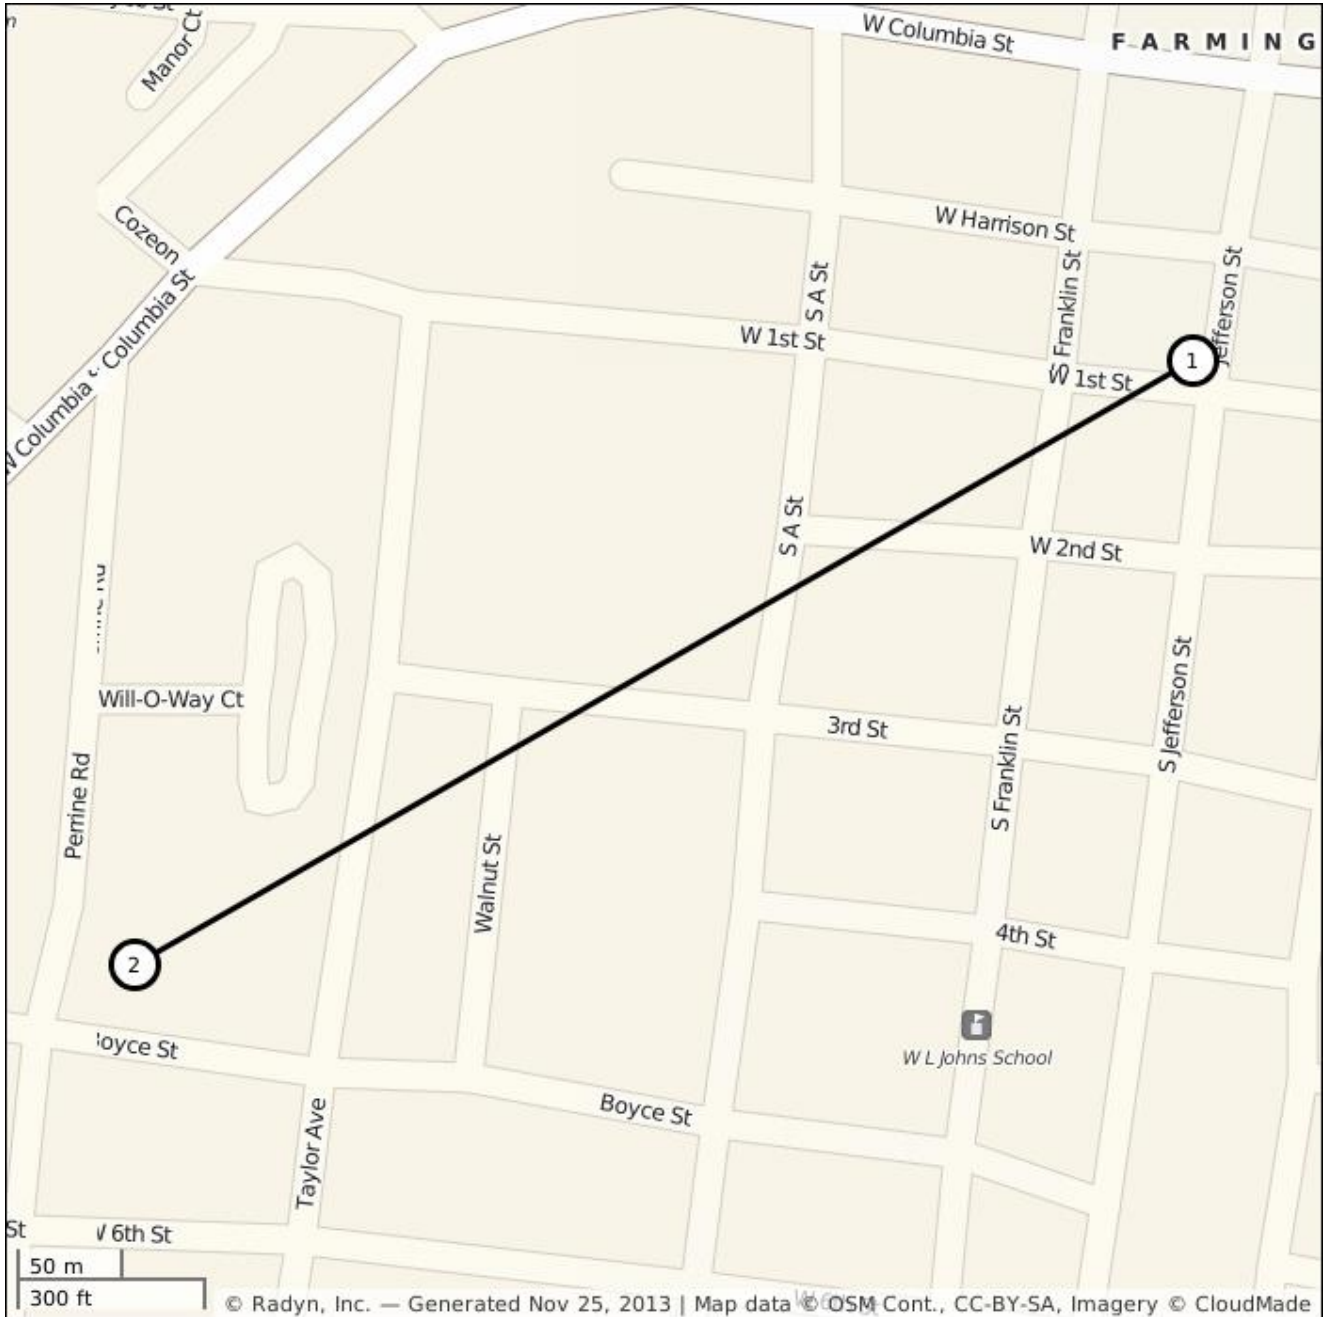 Manor Ct
W Columbia St
FARMING
Cozeon
W Harrison St
Columbia St
S A St
S Franklin St
Jefferson St
W 1st St
1
W 1st St
W Columbia
S A St
W 2nd St
Will-O-Way Ct
3rd St
S Jefferson St
Perrine Rd
S Franklin St
Walnut St
4th St
2
oyce St
W L Johns School
Boyce St
Taylor Ave
St
6th St
50 m
300 ft
© Radyn, Inc. — Generated Nov 25, 2013 | Map data © OSM Cont., CC-BY-SA, Imagery © CloudMade